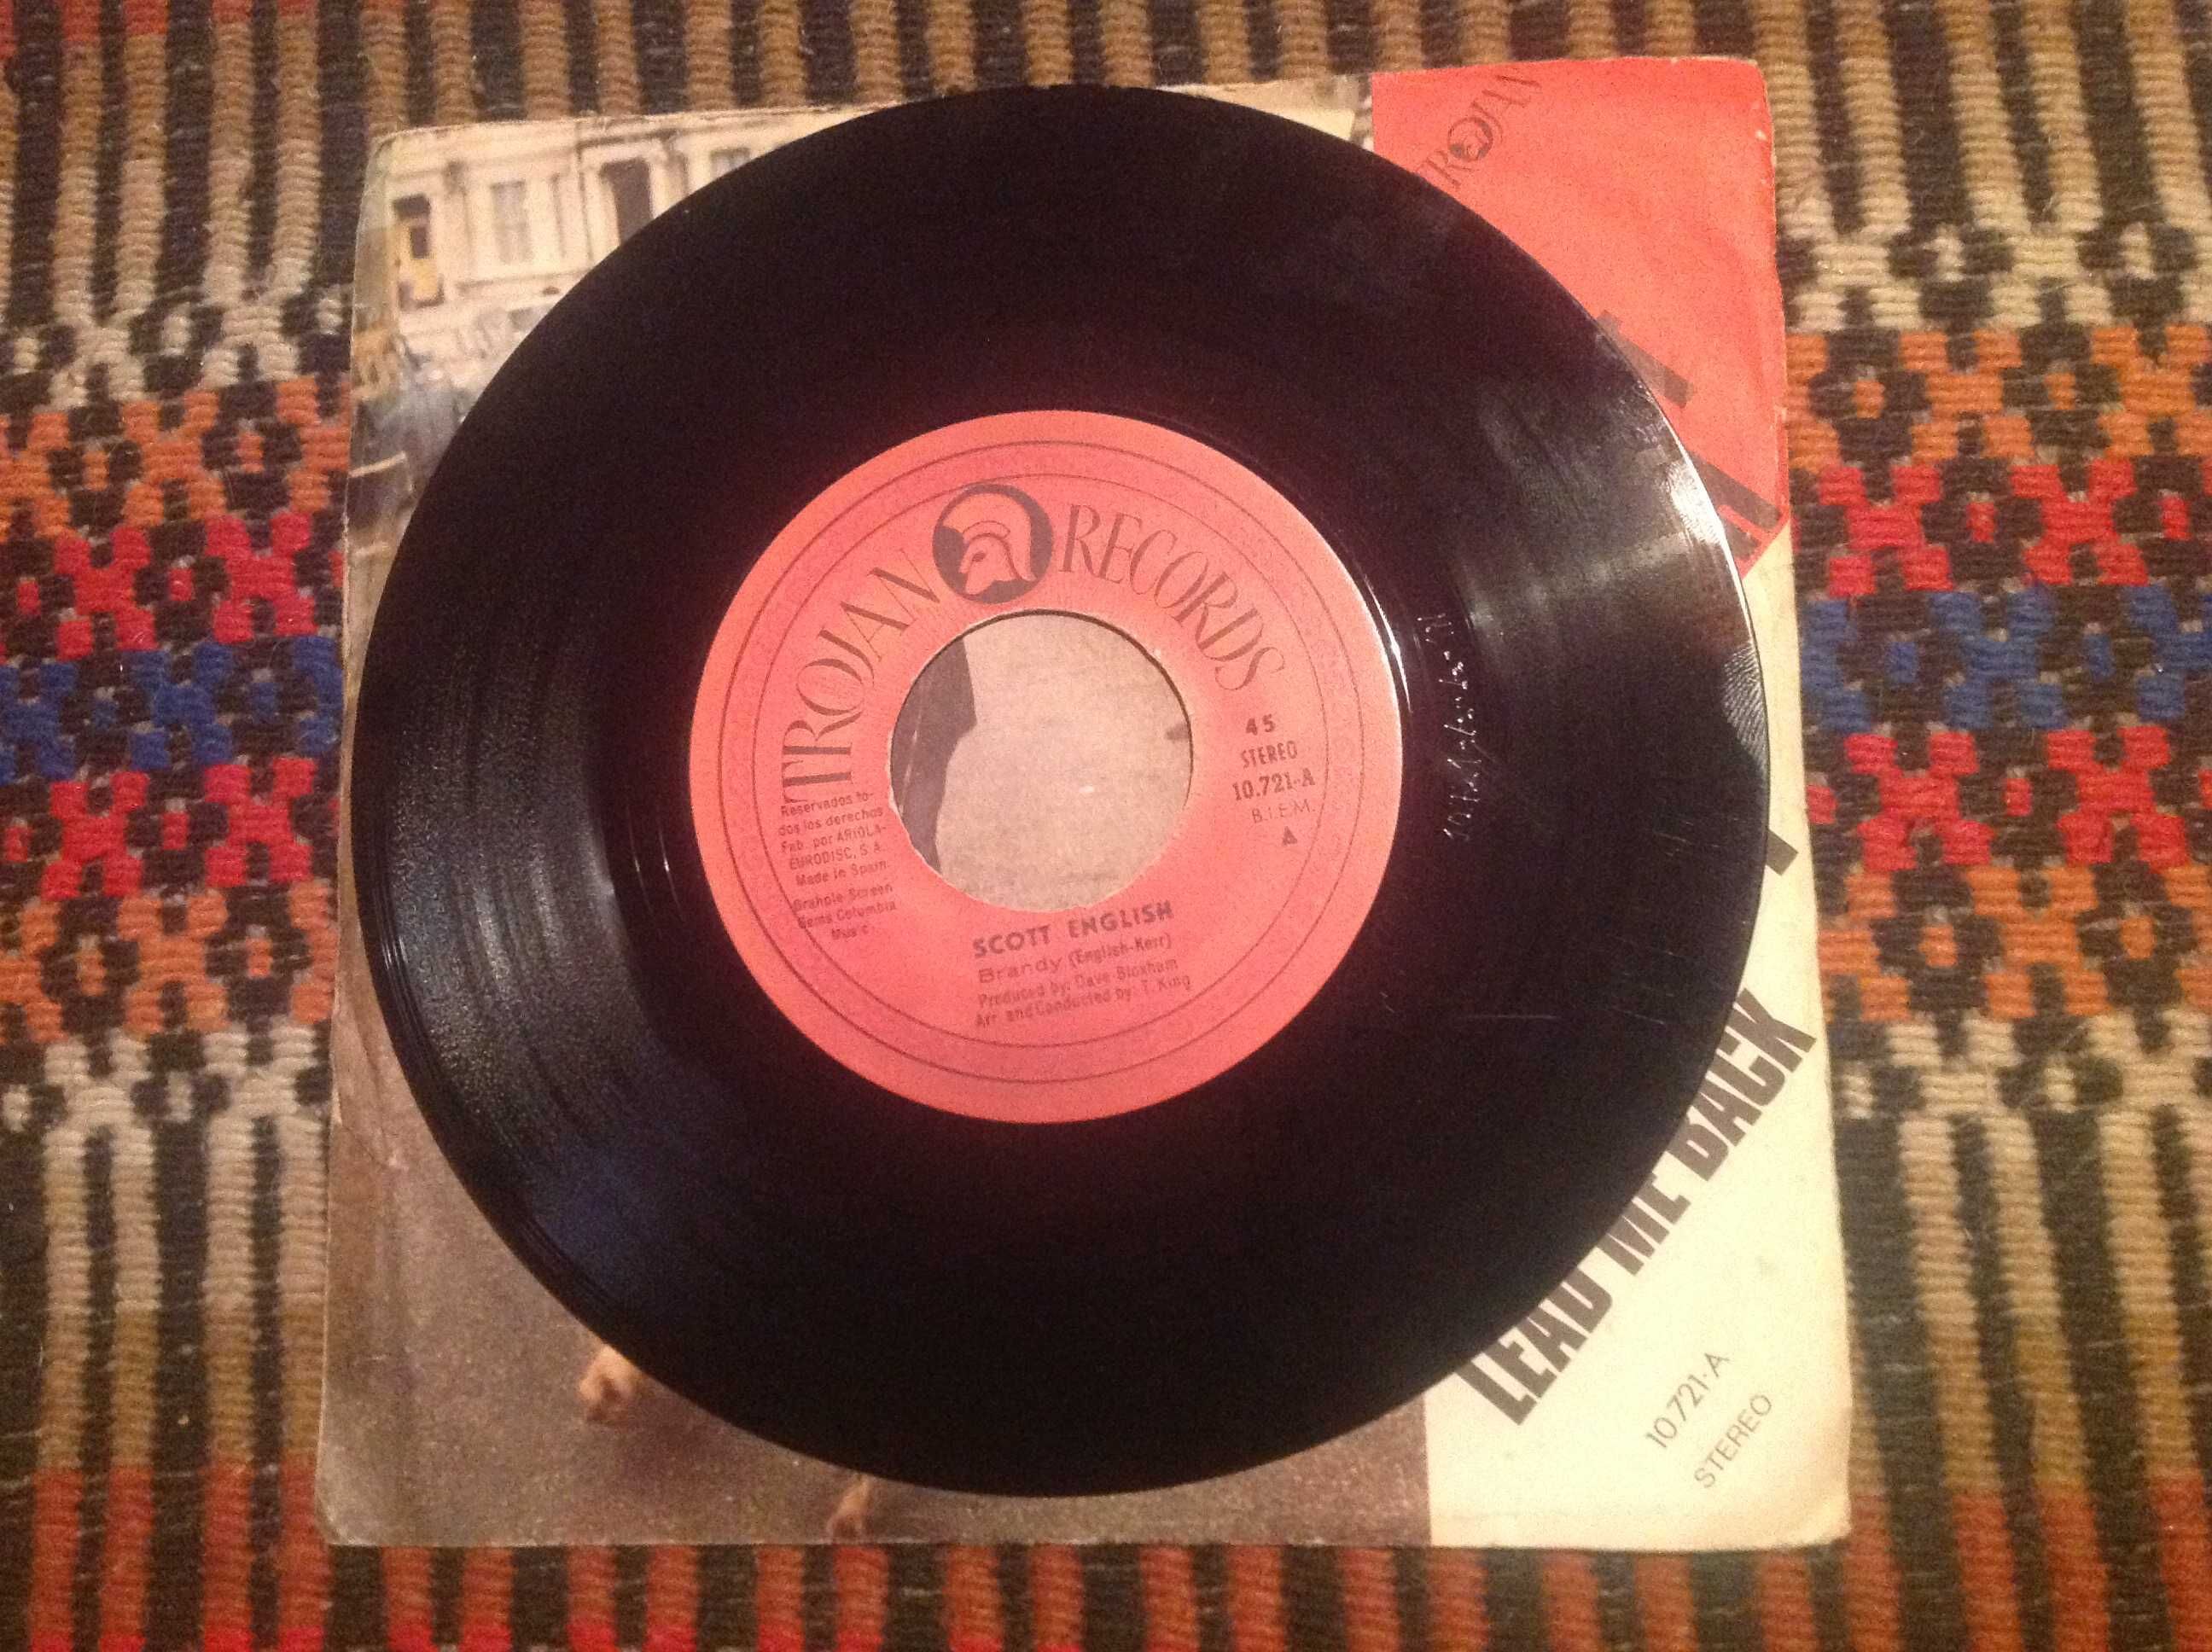 TROJAN
TROJAN RECORDS
45
STEREO
10.721-A
B.I.E.M.
Reservados to-
dos los derechos
Fab. por ARIOLA-
EURODISC, S.A.
Made in Spain
Grahple Screen
Gems Columbia
Music
SCOTT ENGLISH
Brandy (English-Kerr)
Produced by: Dave Bloxham
Arr. and Conducted by: T. King
LEAD ME BACK
10721-A
STEREO